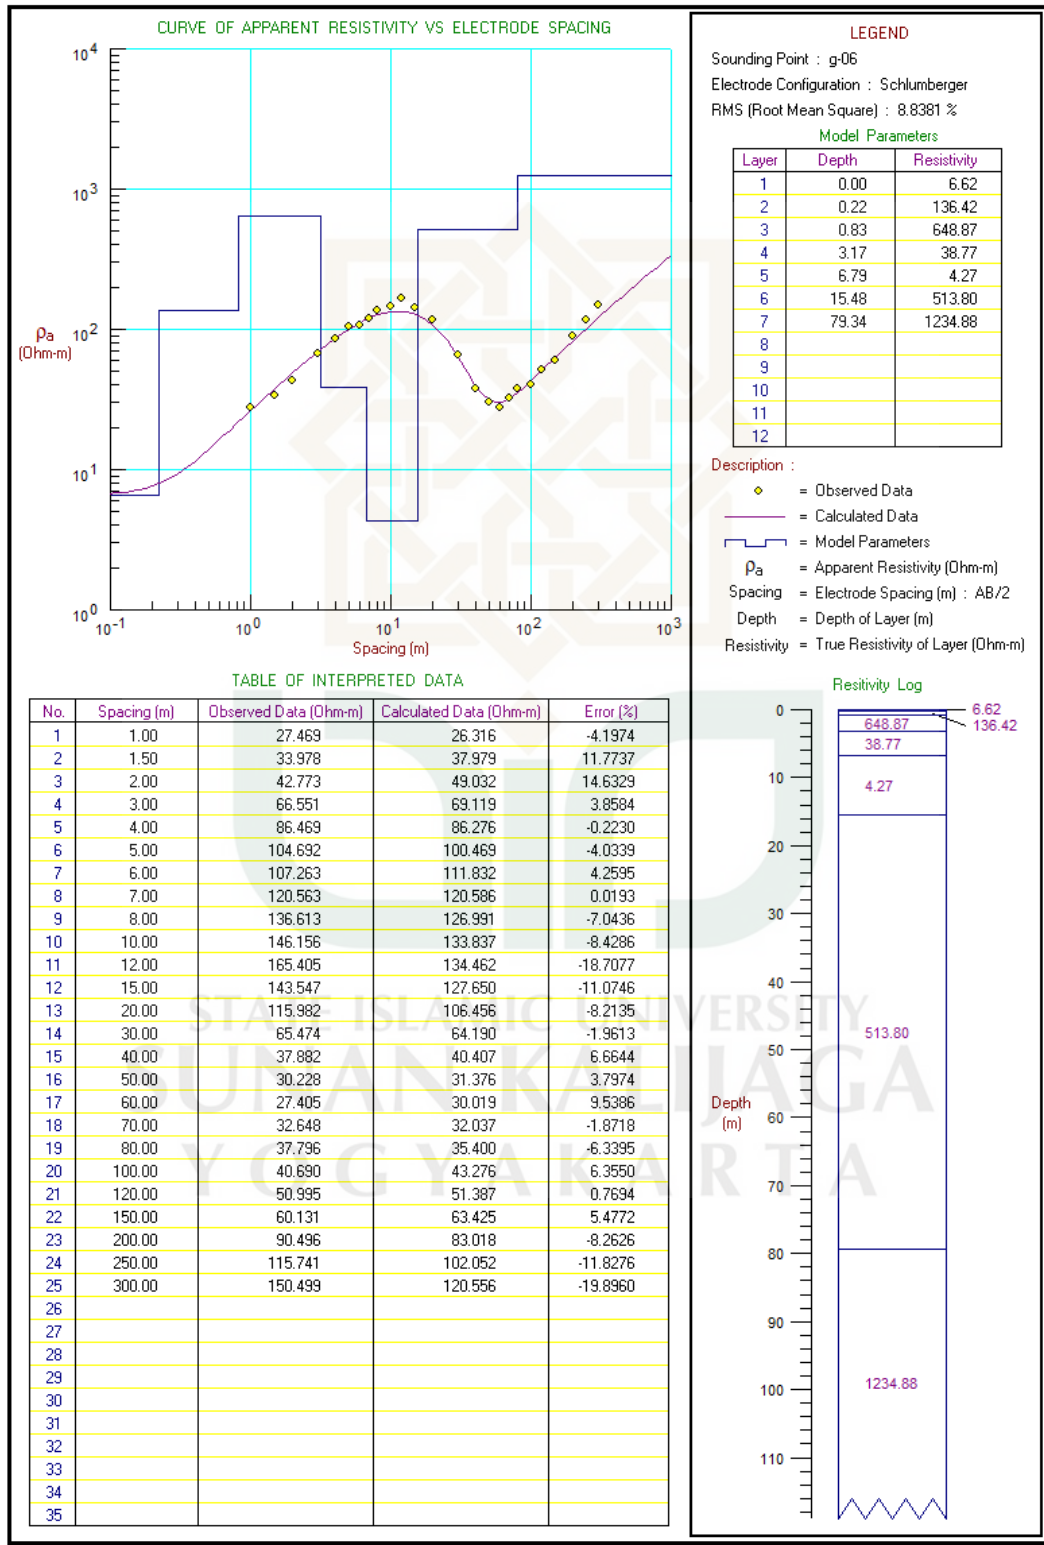 CURVE OF APPARENT RESISTIVITY VS ELECTRODE SPACING
10^4
10^3
10^2
10^1
10^0
ρa
(Ohm-m)
10^-1 10^0 10^1 10^2 10^3
Spacing (m)
LEGEND
Sounding Point : g-06
Electrode Configuration : Schlumberger
RMS (Root Mean Square) : 8.8381 %
Model Parameters
Layer Depth Resistivity
1 0.00 6.62
2 0.22 136.42
3 0.83 648.87
4 3.17 38.77
5 6.79 4.27
6 15.48 513.80
7 79.34 1234.88
8
9
10
11
12
Description :
= Observed Data
= Calculated Data
= Model Parameters
ρa = Apparent Resistivity (Ohm-m)
Spacing = Electrode Spacing (m) : AB/2
Depth = Depth of Layer (m)
Resistivity = True Resistivity of Layer (Ohm-m)
TABLE OF INTERPRETED DATA
No. Spacing (m) Observed Data (Ohm-m) Calculated Data (Ohm-m) Error (%)
1 1.00 27.469 26.316 -4.1974
2 1.50 33.978 37.979 11.7737
3 2.00 42.773 49.032 14.6329
4 3.00 66.551 69.119 3.8584
5 4.00 86.469 86.276 -0.2230
6 5.00 104.692 100.469 -4.0339
7 6.00 107.263 111.832 4.2595
8 7.00 120.563 120.586 0.0193
9 8.00 136.613 126.991 -7.0436
10 10.00 146.156 133.837 -8.4286
11 12.00 165.405 134.462 -18.7077
12 15.00 143.547 127.650 -11.0746
13 20.00 115.982 106.456 -8.2135
14 30.00 65.474 64.190 -1.9613
15 40.00 37.882 40.407 6.6644
16 50.00 30.228 31.376 3.7974
17 60.00 27.405 30.019 9.5386
18 70.00 32.648 32.037 -1.8718
19 80.00 37.796 35.400 -6.3395
20 100.00 40.690 43.276 6.3550
21 120.00 50.995 51.387 0.7694
22 150.00 60.131 63.425 5.4772
23 200.00 90.496 83.018 -8.2626
24 250.00 115.741 102.052 -11.8276
25 300.00 150.499 120.556 -19.8960
26
27
28
29
30
31
32
33
34
35
Resitivity Log
0
10
20
30
40
50
60
70
80
90
100
110
Depth
(m)
6.62
136.42
648.87
38.77
4.27
513.80
1234.88
STATE ISLAMIC UNIVERSITY
SUNAN KALIJAGA
YOGYAKARTA